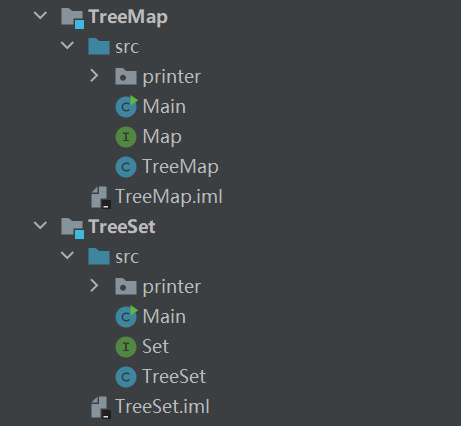 TreeMap
src
printer
Main
Map
TreeMap
TreeMap.iml
TreeSet
src
printer
Main
Set
TreeSet
TreeSet.iml